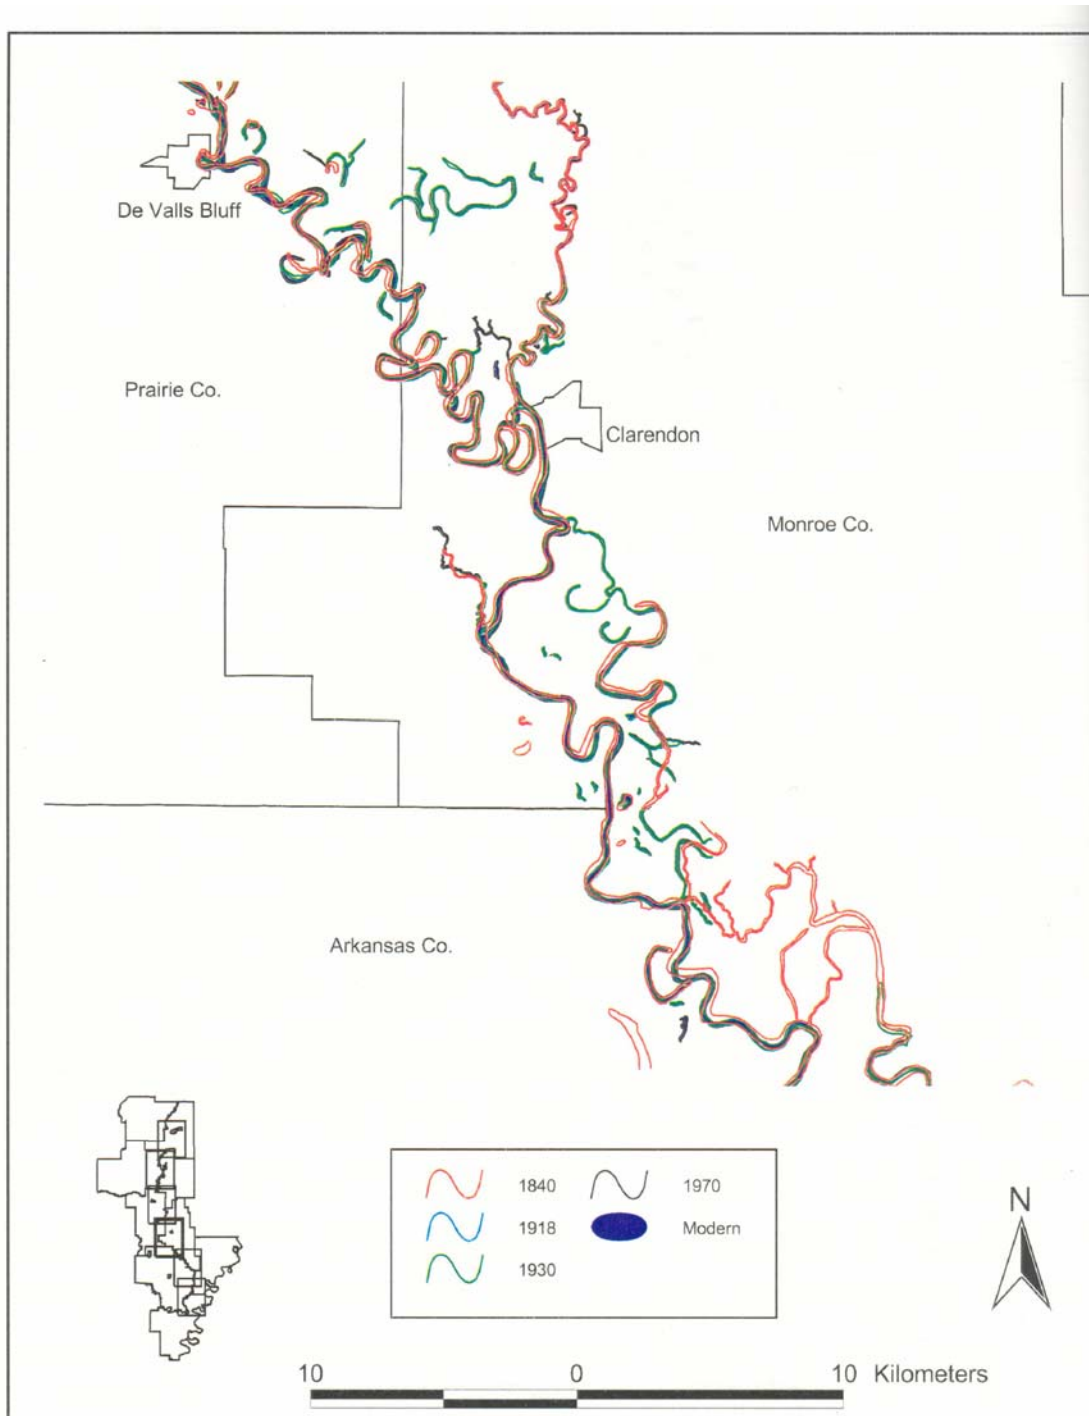 De Valls Bluff
Prairie Co.
Clarendon
Monroe Co.
Arkansas Co.
1840
1970
1918
Modern
1930
N
10
0
10
Kilometers